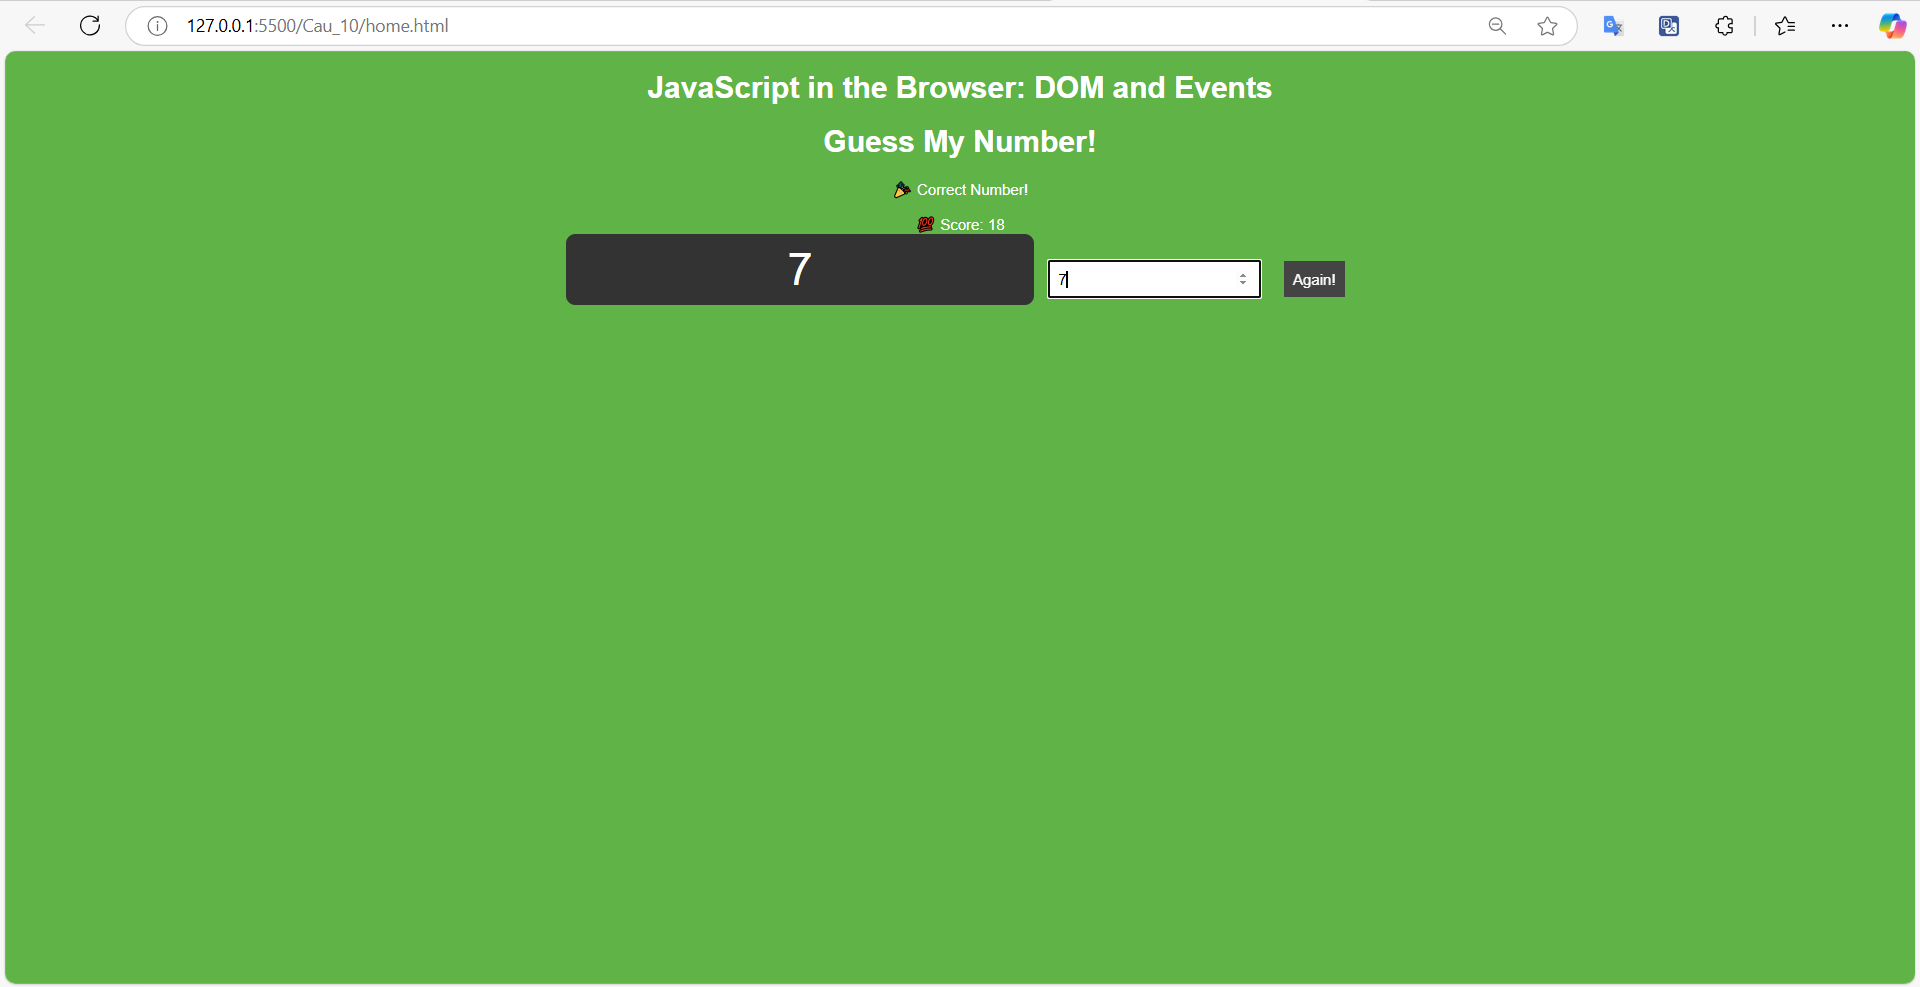 127.0.0.1:5500/Cau_10/home.html
JavaScript in the Browser: DOM and Events
Guess My Number!
🎉 Correct Number!
💯 Score: 18
7
7
Again!